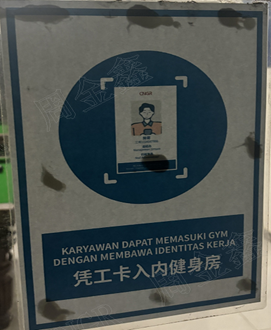 KARYAWAN DAPAT MEMASUKI GYM
DENGAN MEMBAWA IDENTITAS KERJA
凭工卡入内健身房